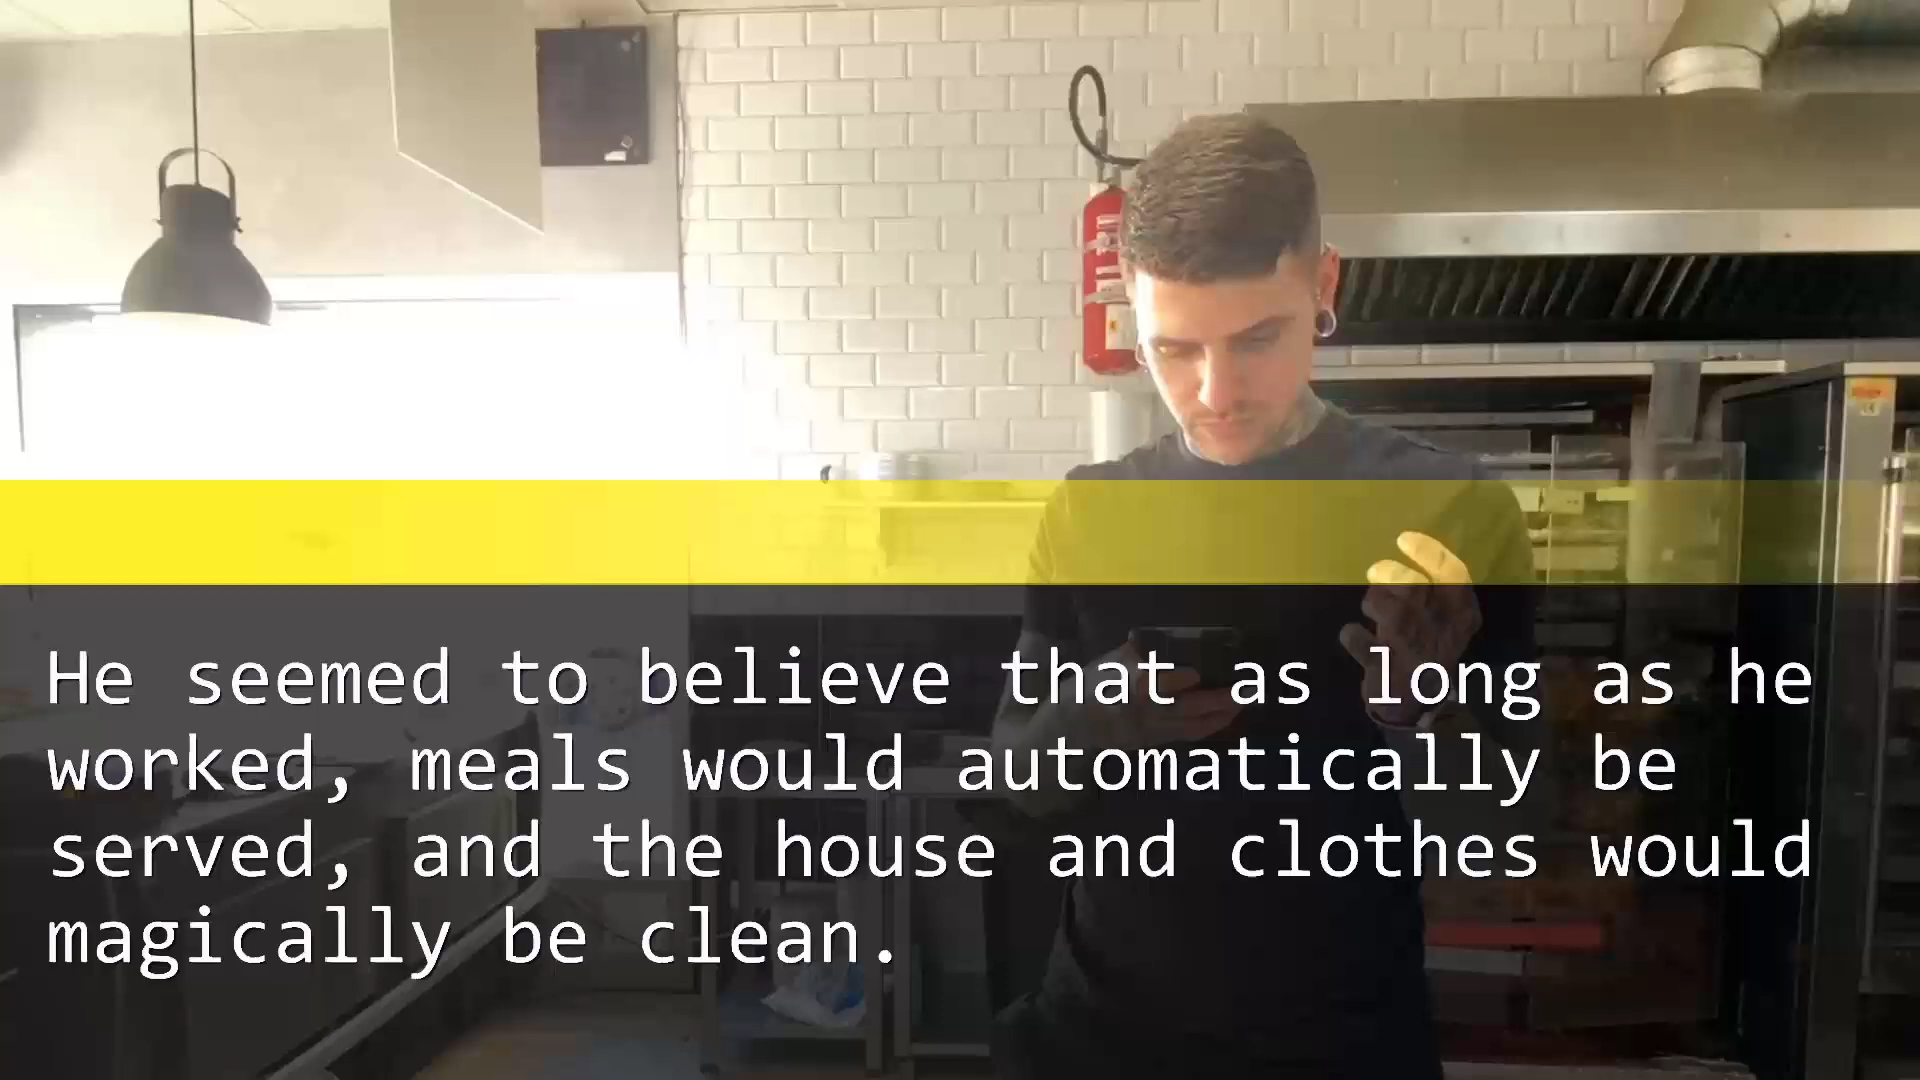 He seemed to believe that as long as he
worked, meals would automatically be
served, and the house and clothes would
magically be clean.